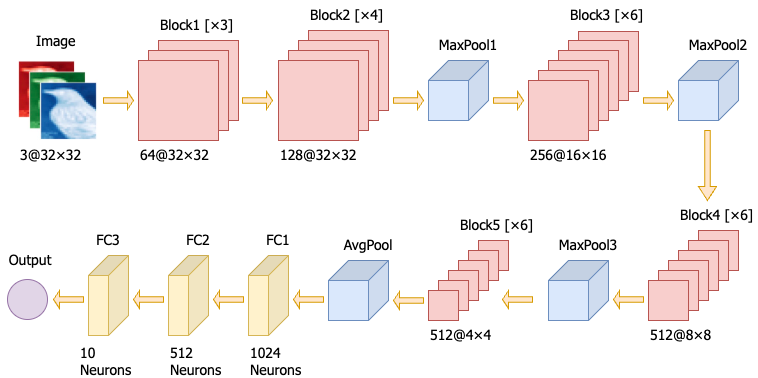 Image
3@32×32
Block1 [×3]
64@32×32
Block2 [×4]
128@32×32
MaxPool1
Block3 [×6]
256@16×16
MaxPool2
Block4 [×6]
512@8×8
MaxPool3
Block5 [×6]
512@4×4
AvgPool
FC1
1024
Neurons
FC2
512
Neurons
FC3
10
Neurons
Output